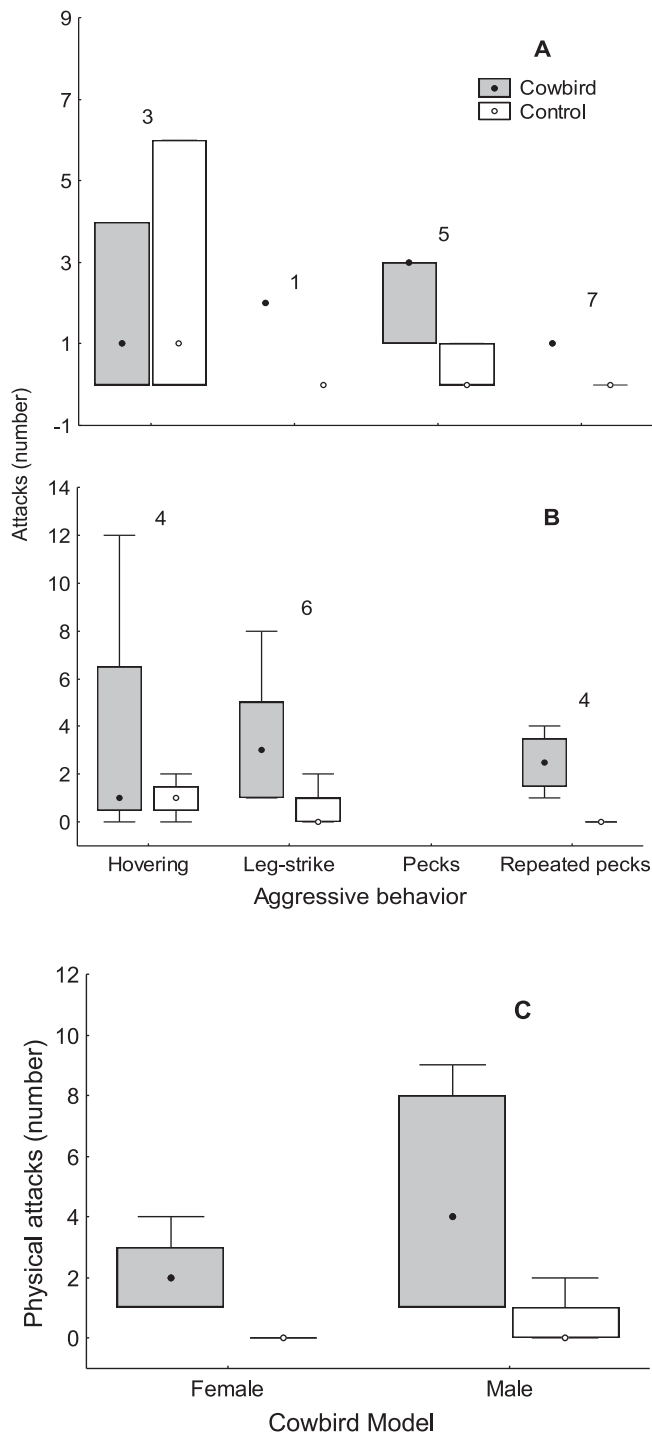 9
A
Cowbird
7
3
Control
5
5
3
1
7
1
-1
Attacks (number)
14
4
B
12
10
6
8
6
4
4
2
0
Hovering Leg-strike Pecks Repeated pecks
Aggressive behavior
12
C
10
8
6
4
2
0
Physical attacks (number)
Female Male
Cowbird Model